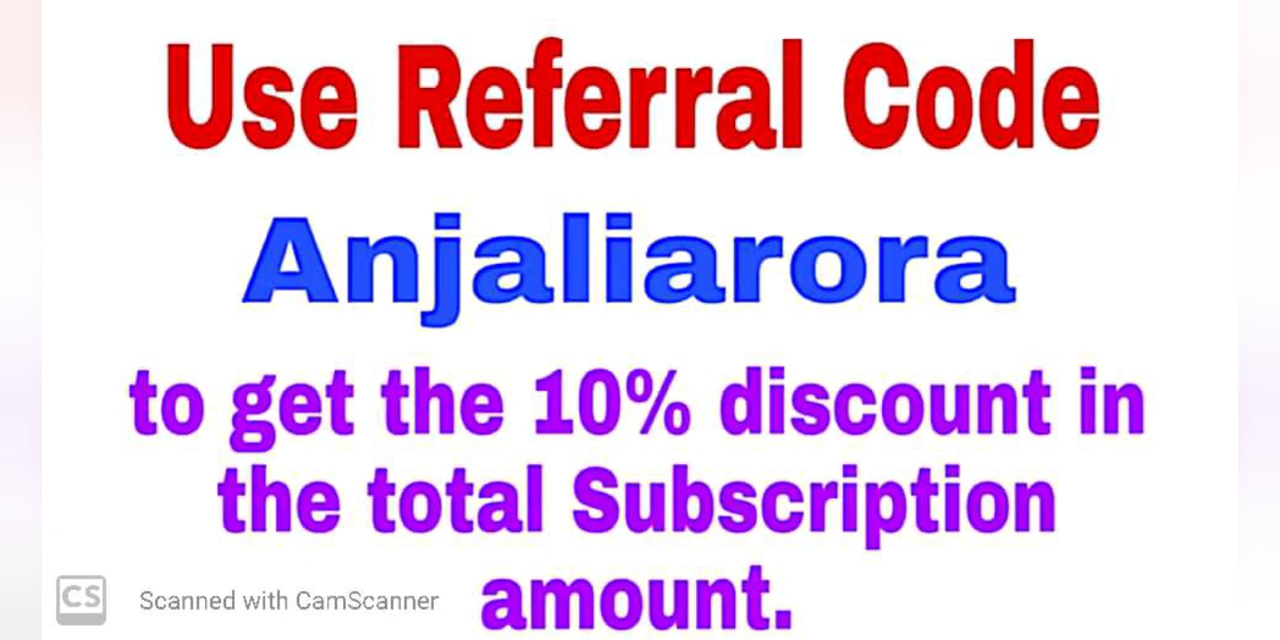 Use Referral Code
Anjaliarora
to get the 10% discount in
the total Subscription
amount.
CS Scanned with CamScanner